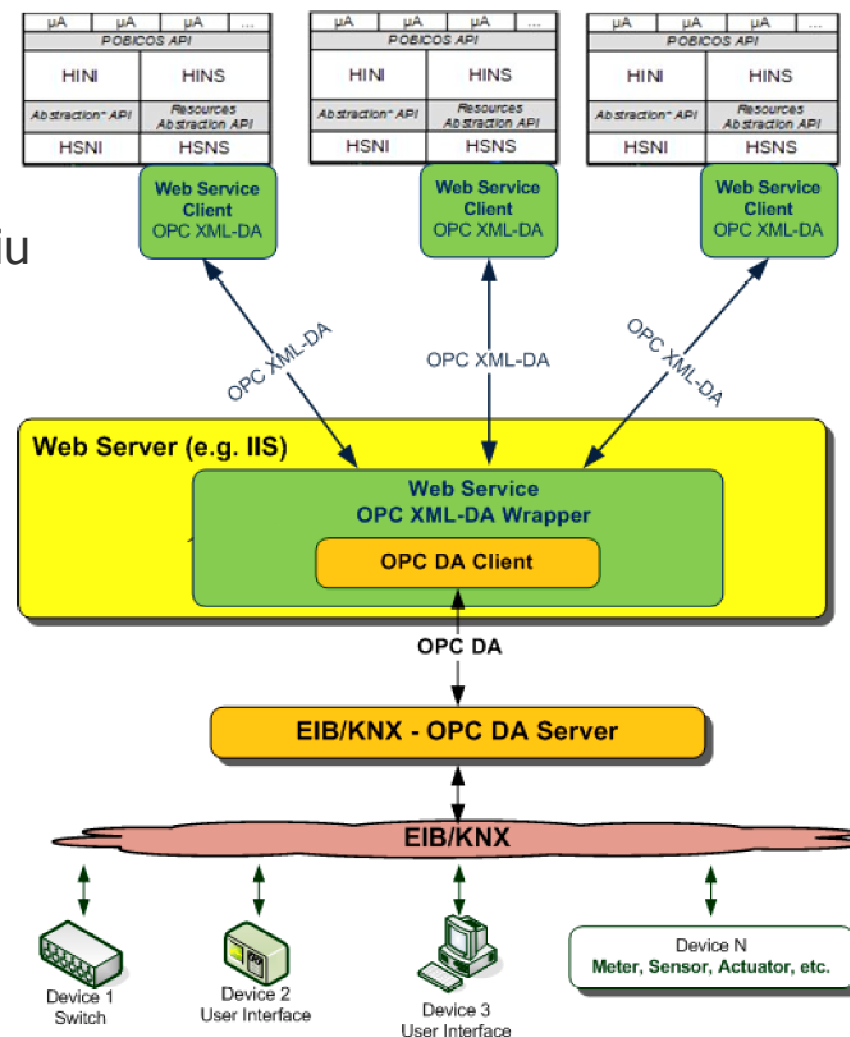 µA µA µA ...
POBICOS API
HINI HINS
Abstraction* API Resources
Abstraction API
HSNI HSNS
µA µA µA ...
POBICOS API
HINI HINS
Abstraction* API Resources
Abstraction API
HSNI HSNS
µA µA µA ....
POBICOS API
HINI HINS
Abstraction* API Resources
Abstraction API
HSNI HSNS
Web Service
Client
OPC XML-DA
Web Service
Client
OPC XML-DA
Web Service
Client
OPC XML-DA
iu
OPC XML-DA
OPC XML-DA
OPC XML-DA
Web Server (e.g. IIS)
Web Service
OPC XML-DA Wrapper
OPC DA Client
OPC DA
EIB/KNX - OPC DA Server
EIB/KNX
Device 1
Switch
Device 2
User Interface
Device 3
User Interface
Device N
Meter, Sensor, Actuator, etc.